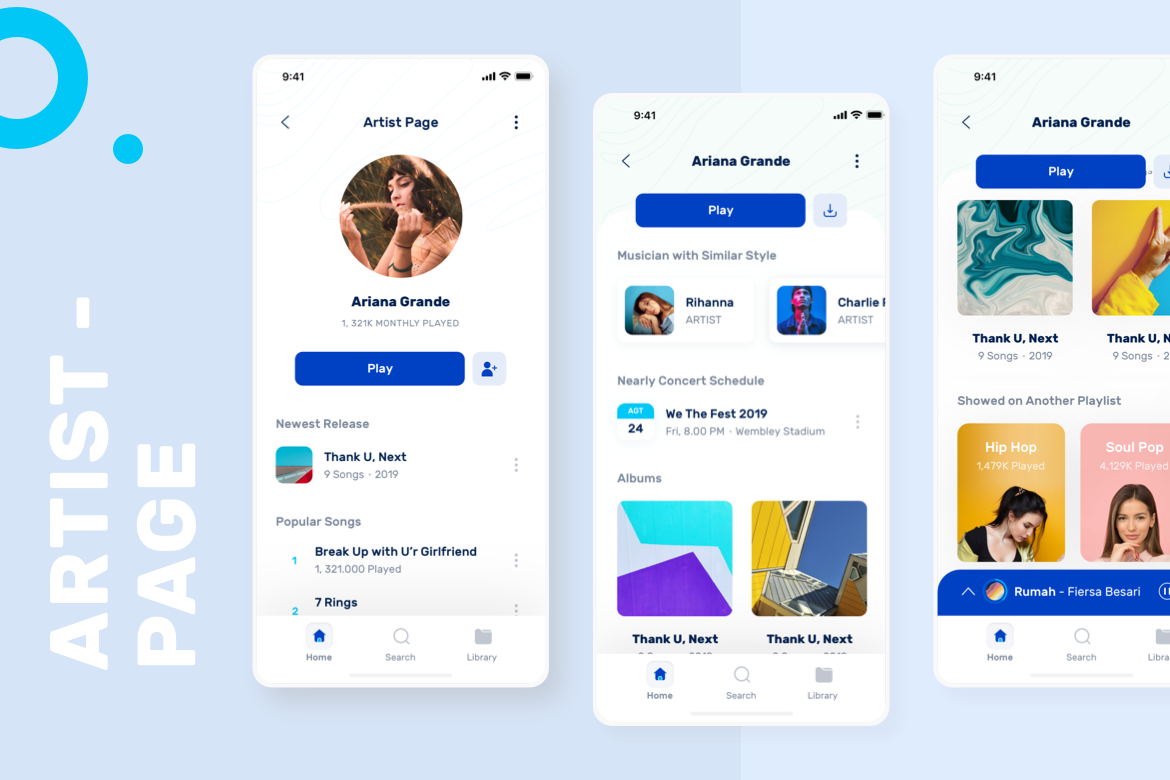 ARTIST -
PAGE
9:41
Artist Page
Ariana Grande
1, 321K MONTHLY PLAYED
Play
Newest Release
Thank U, Next
9 Songs · 2019
Popular Songs
1
Break Up with U'r Girlfriend
1, 321.000 Played
2
7 Rings
Home
Search
Library
9:41
Ariana Grande
Play
Musician with Similar Style
Rihanna
ARTIST
Charlie
ARTIST
Nearly Concert Schedule
AGT
24
We The Fest 2019
Fri, 8.00 PM · Wembley Stadium
Albums
Thank U, Next
Thank U, Next
Home
Search
Library
9:41
Ariana Grande
Play
Thank U, Next
9 Songs · 2019
Thank U, N
9 Songs · 2
Showed on Another Playlist
Hip Hop
1,479K Played
Soul Pop
4,129K Played
Rumah - Fiersa Besari
Home
Search
Libra